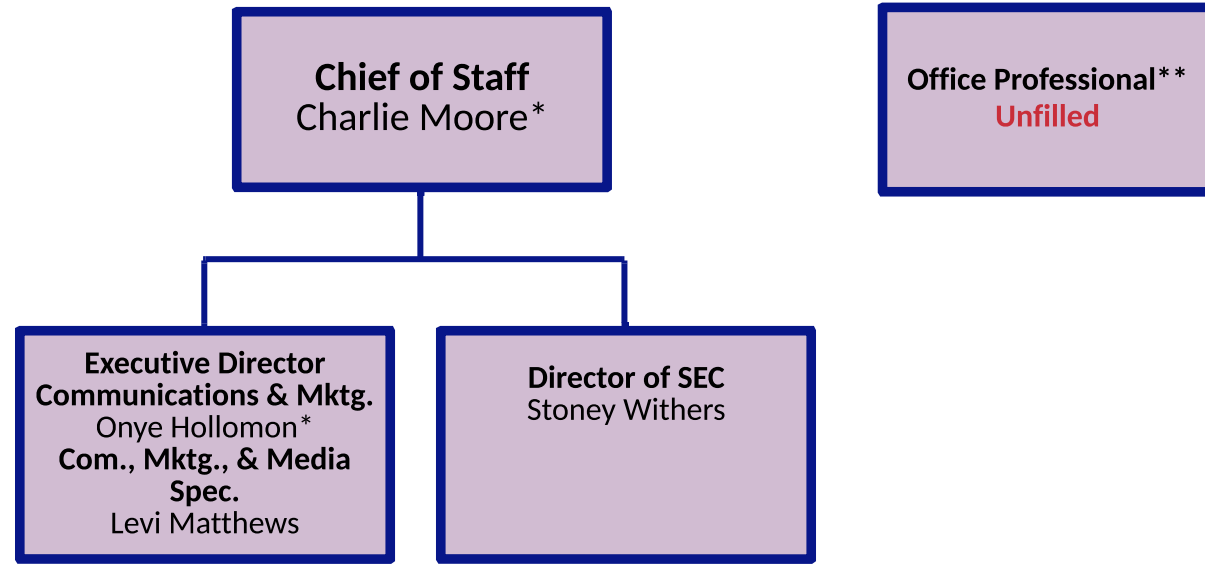 Chief of Staff
Charlie Moore*
Office Professional**
Unfilled
Executive Director
Communications & Mktg.
Onye Hollomon*
Com., Mktg., & Media
Spec.
Levi Matthews
Director of SEC
Stoney Withers